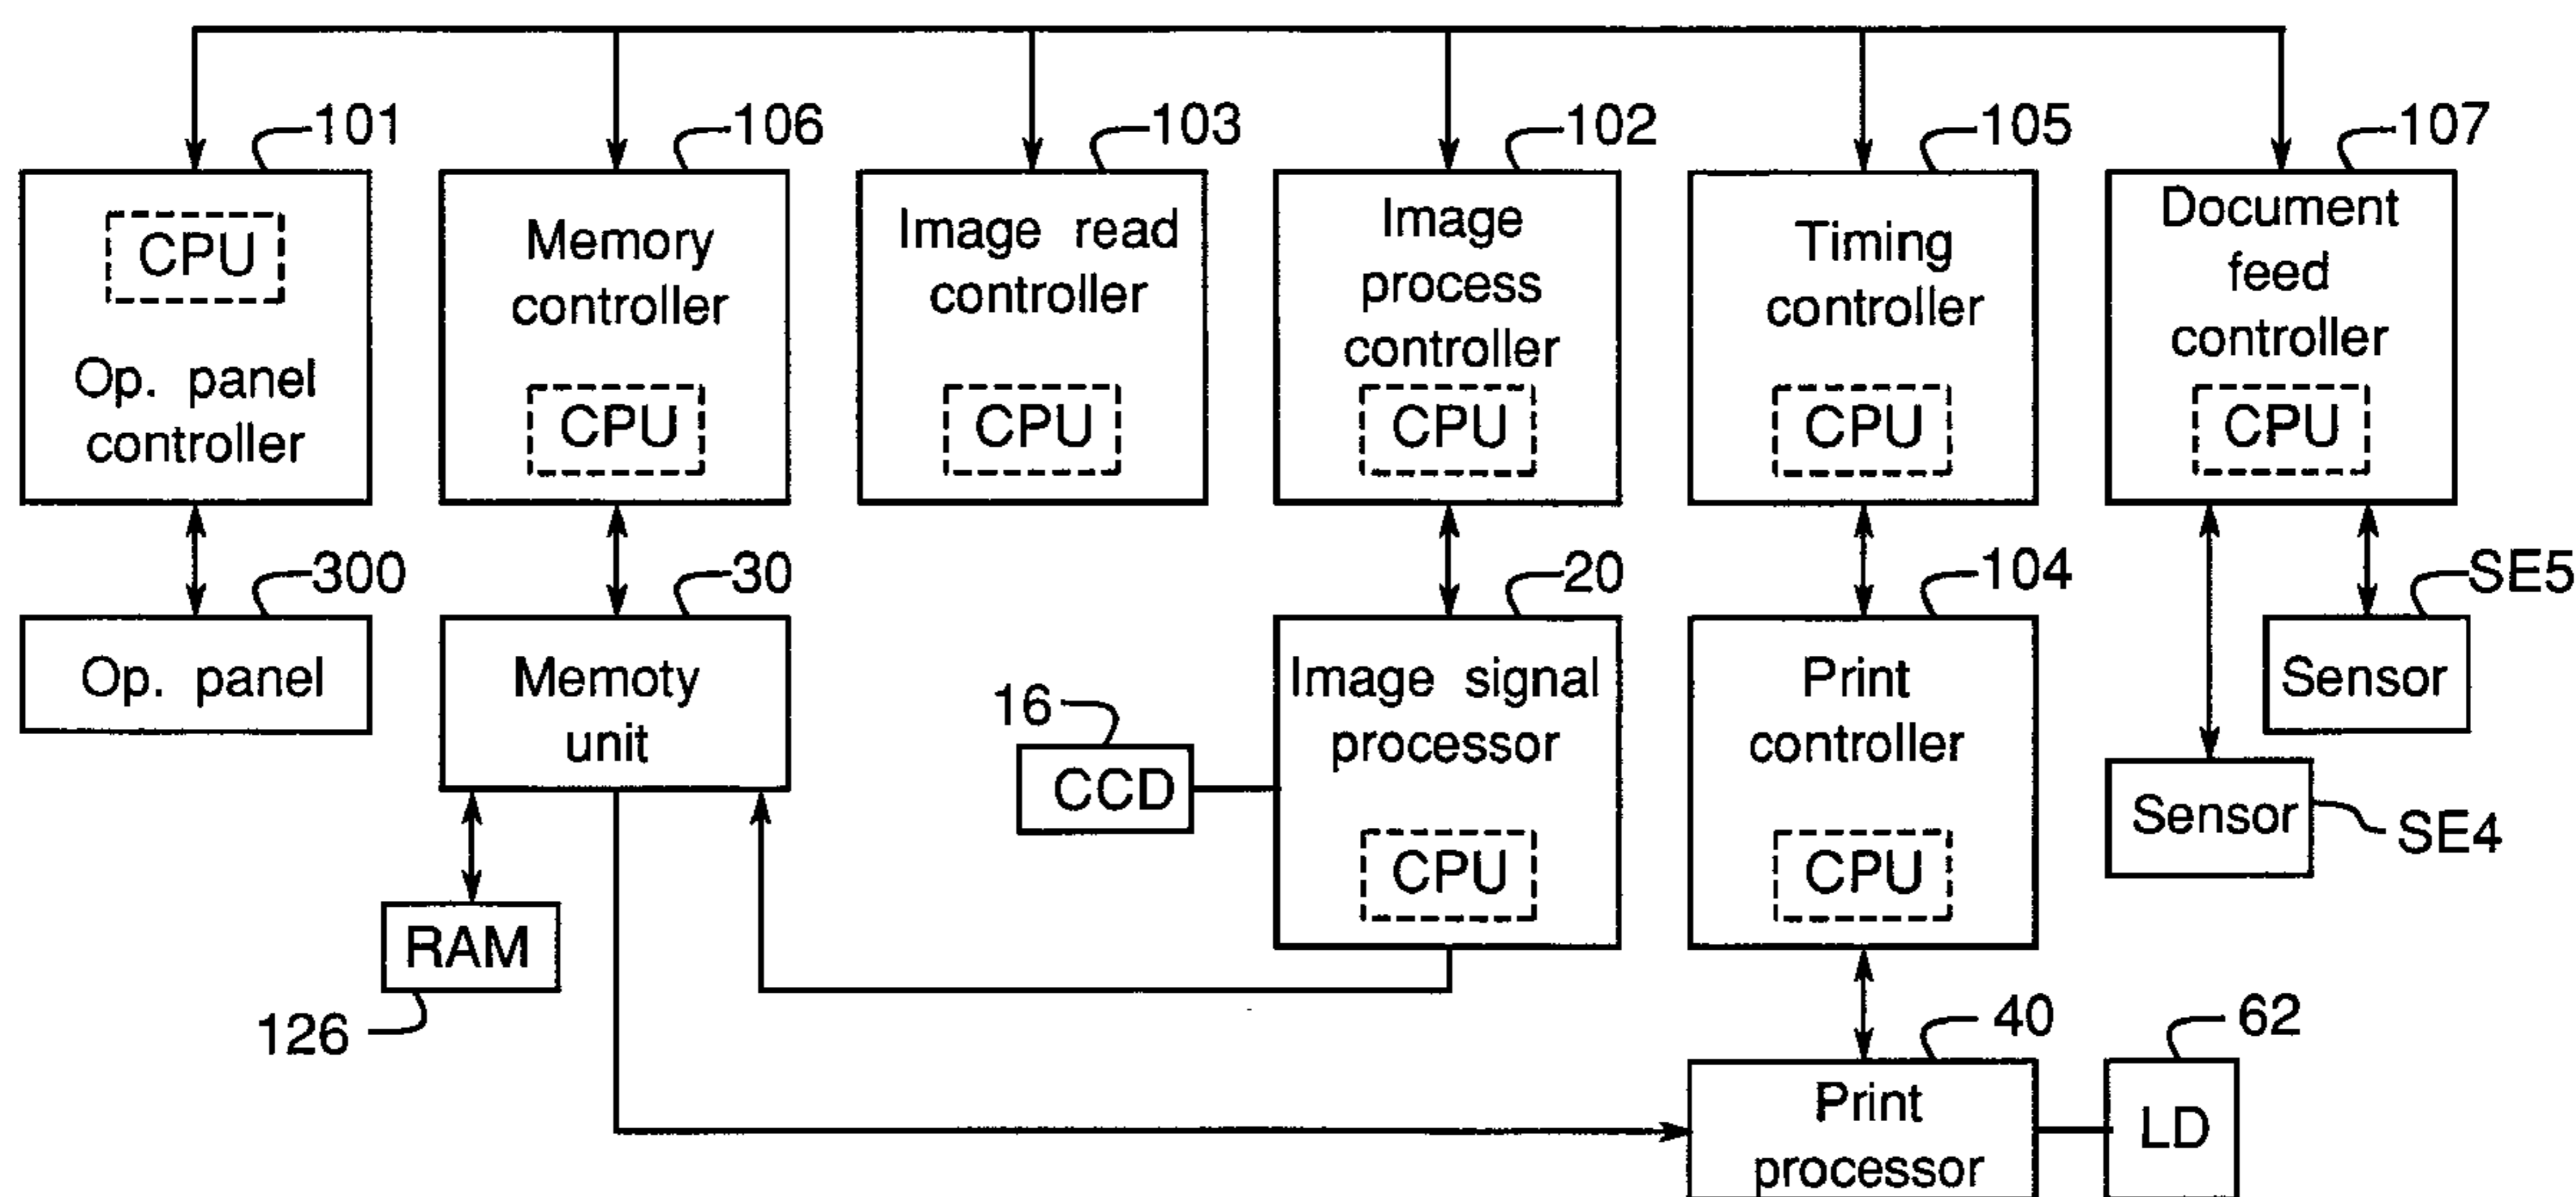 101
106
103
102
105
107
CPU
Op. panel
controller
Memory
controller
CPU
Image read
controller
CPU
Image
process
controller
CPU
Timing
controller
CPU
Document
feed
controller
CPU
300
30
20
104
SE5
Op. panel
Memoty
unit
16
CCD
Image signal
processor
CPU
Print
controller
CPU
Sensor
Sensor
SE4
RAM
126
40
62
Print
processor
LD